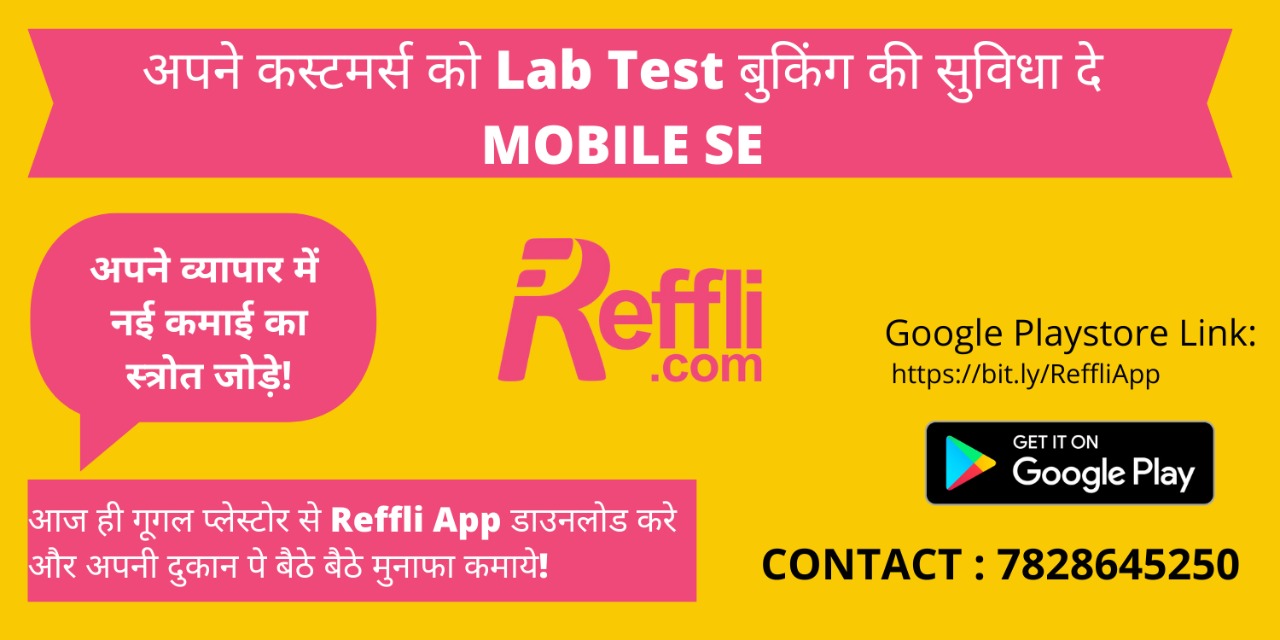 अपने कस्टमर्स को Lab Test बुकिंग की सुविधा दे
MOBILE SE
अपने व्यापार में
नई कमाई का
स्त्रोत जोड़े!
Reffli
.com
Google Playstore Link:
https://bit.ly/ReffliApp
GET IT ON
Google Play
आज ही गूगल प्लेस्टोर से Reffli App डाउनलोड करे
और अपनी दुकान पे बैठे बैठे मुनाफा कमाये!
CONTACT : 7828645250